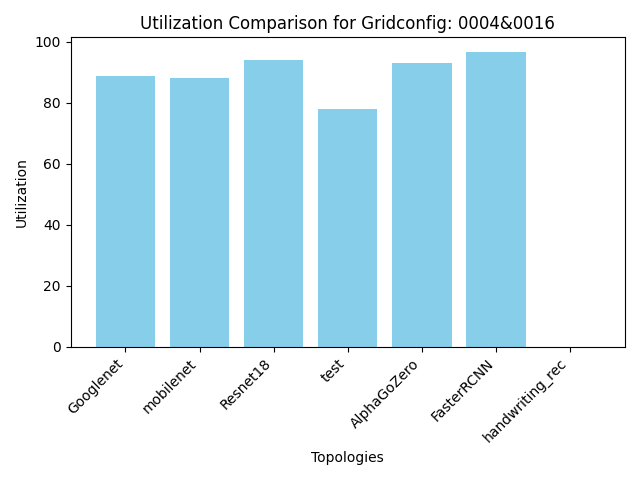 Utilization Comparison for Gridconfig: 0004&0016
100
80
60
40
20
0
Utilization
Googlenet
mobilenet
Resnet18
test
AlphaGoZero
FasterRCNN
handwriting_rec
Topologies